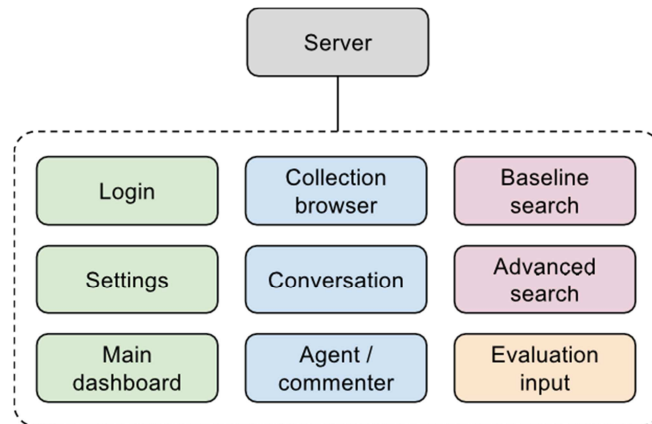 Server
Login
Collection
browser
Baseline
search
Settings
Conversation
Advanced
search
Main
dashboard
Agent /
commenter
Evaluation
input